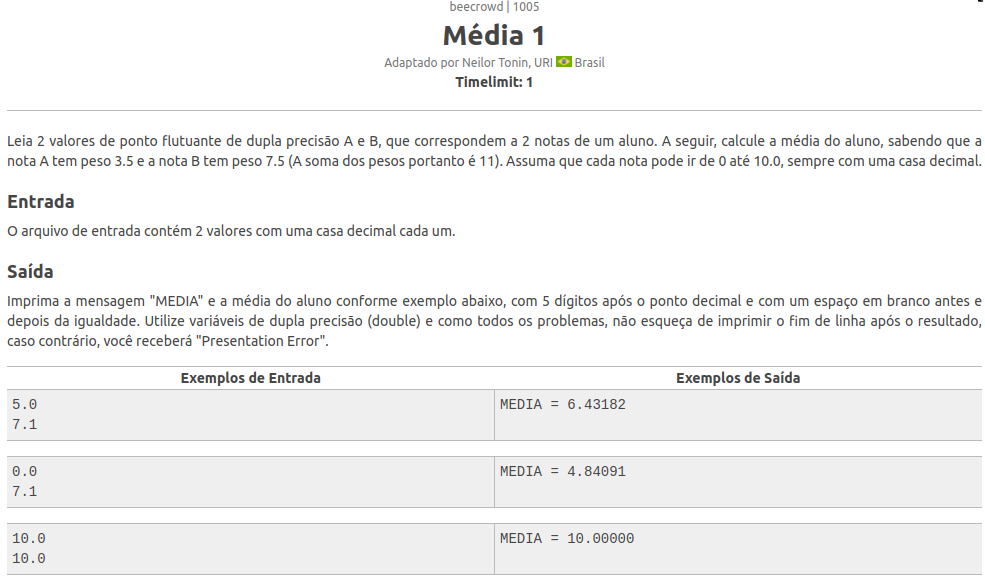 beecrowd | 1005
Média 1
Adaptado por Neilor Tonin, URI Brasil
Timelimit: 1
Leia 2 valores de ponto flutuante de dupla precisão A e B, que correspondem a 2 notas de um aluno. A seguir, calcule a média do aluno, sabendo que a
nota A tem peso 3.5 e a nota B tem peso 7.5 (A soma dos pesos portanto é 11). Assuma que cada nota pode ir de 0 até 10.0, sempre com uma casa decimal.
Entrada
O arquivo de entrada contém 2 valores com uma casa decimal cada um.
Saída
Imprima a mensagem "MEDIA" e a média do aluno conforme exemplo abaixo, com 5 dígitos após o ponto decimal e com um espaço em branco antes e
depois da igualdade. Utilize variáveis de dupla precisão (double) e como todos os problemas, não esqueça de imprimir o fim de linha após o resultado,
caso contrário, você receberá "Presentation Error".
Exemplos de Entrada Exemplos de Saída
5.0 MEDIA = 6.43182
7.1
0.0 MEDIA = 4.84091
7.1
10.0 MEDIA = 10.00000
10.0